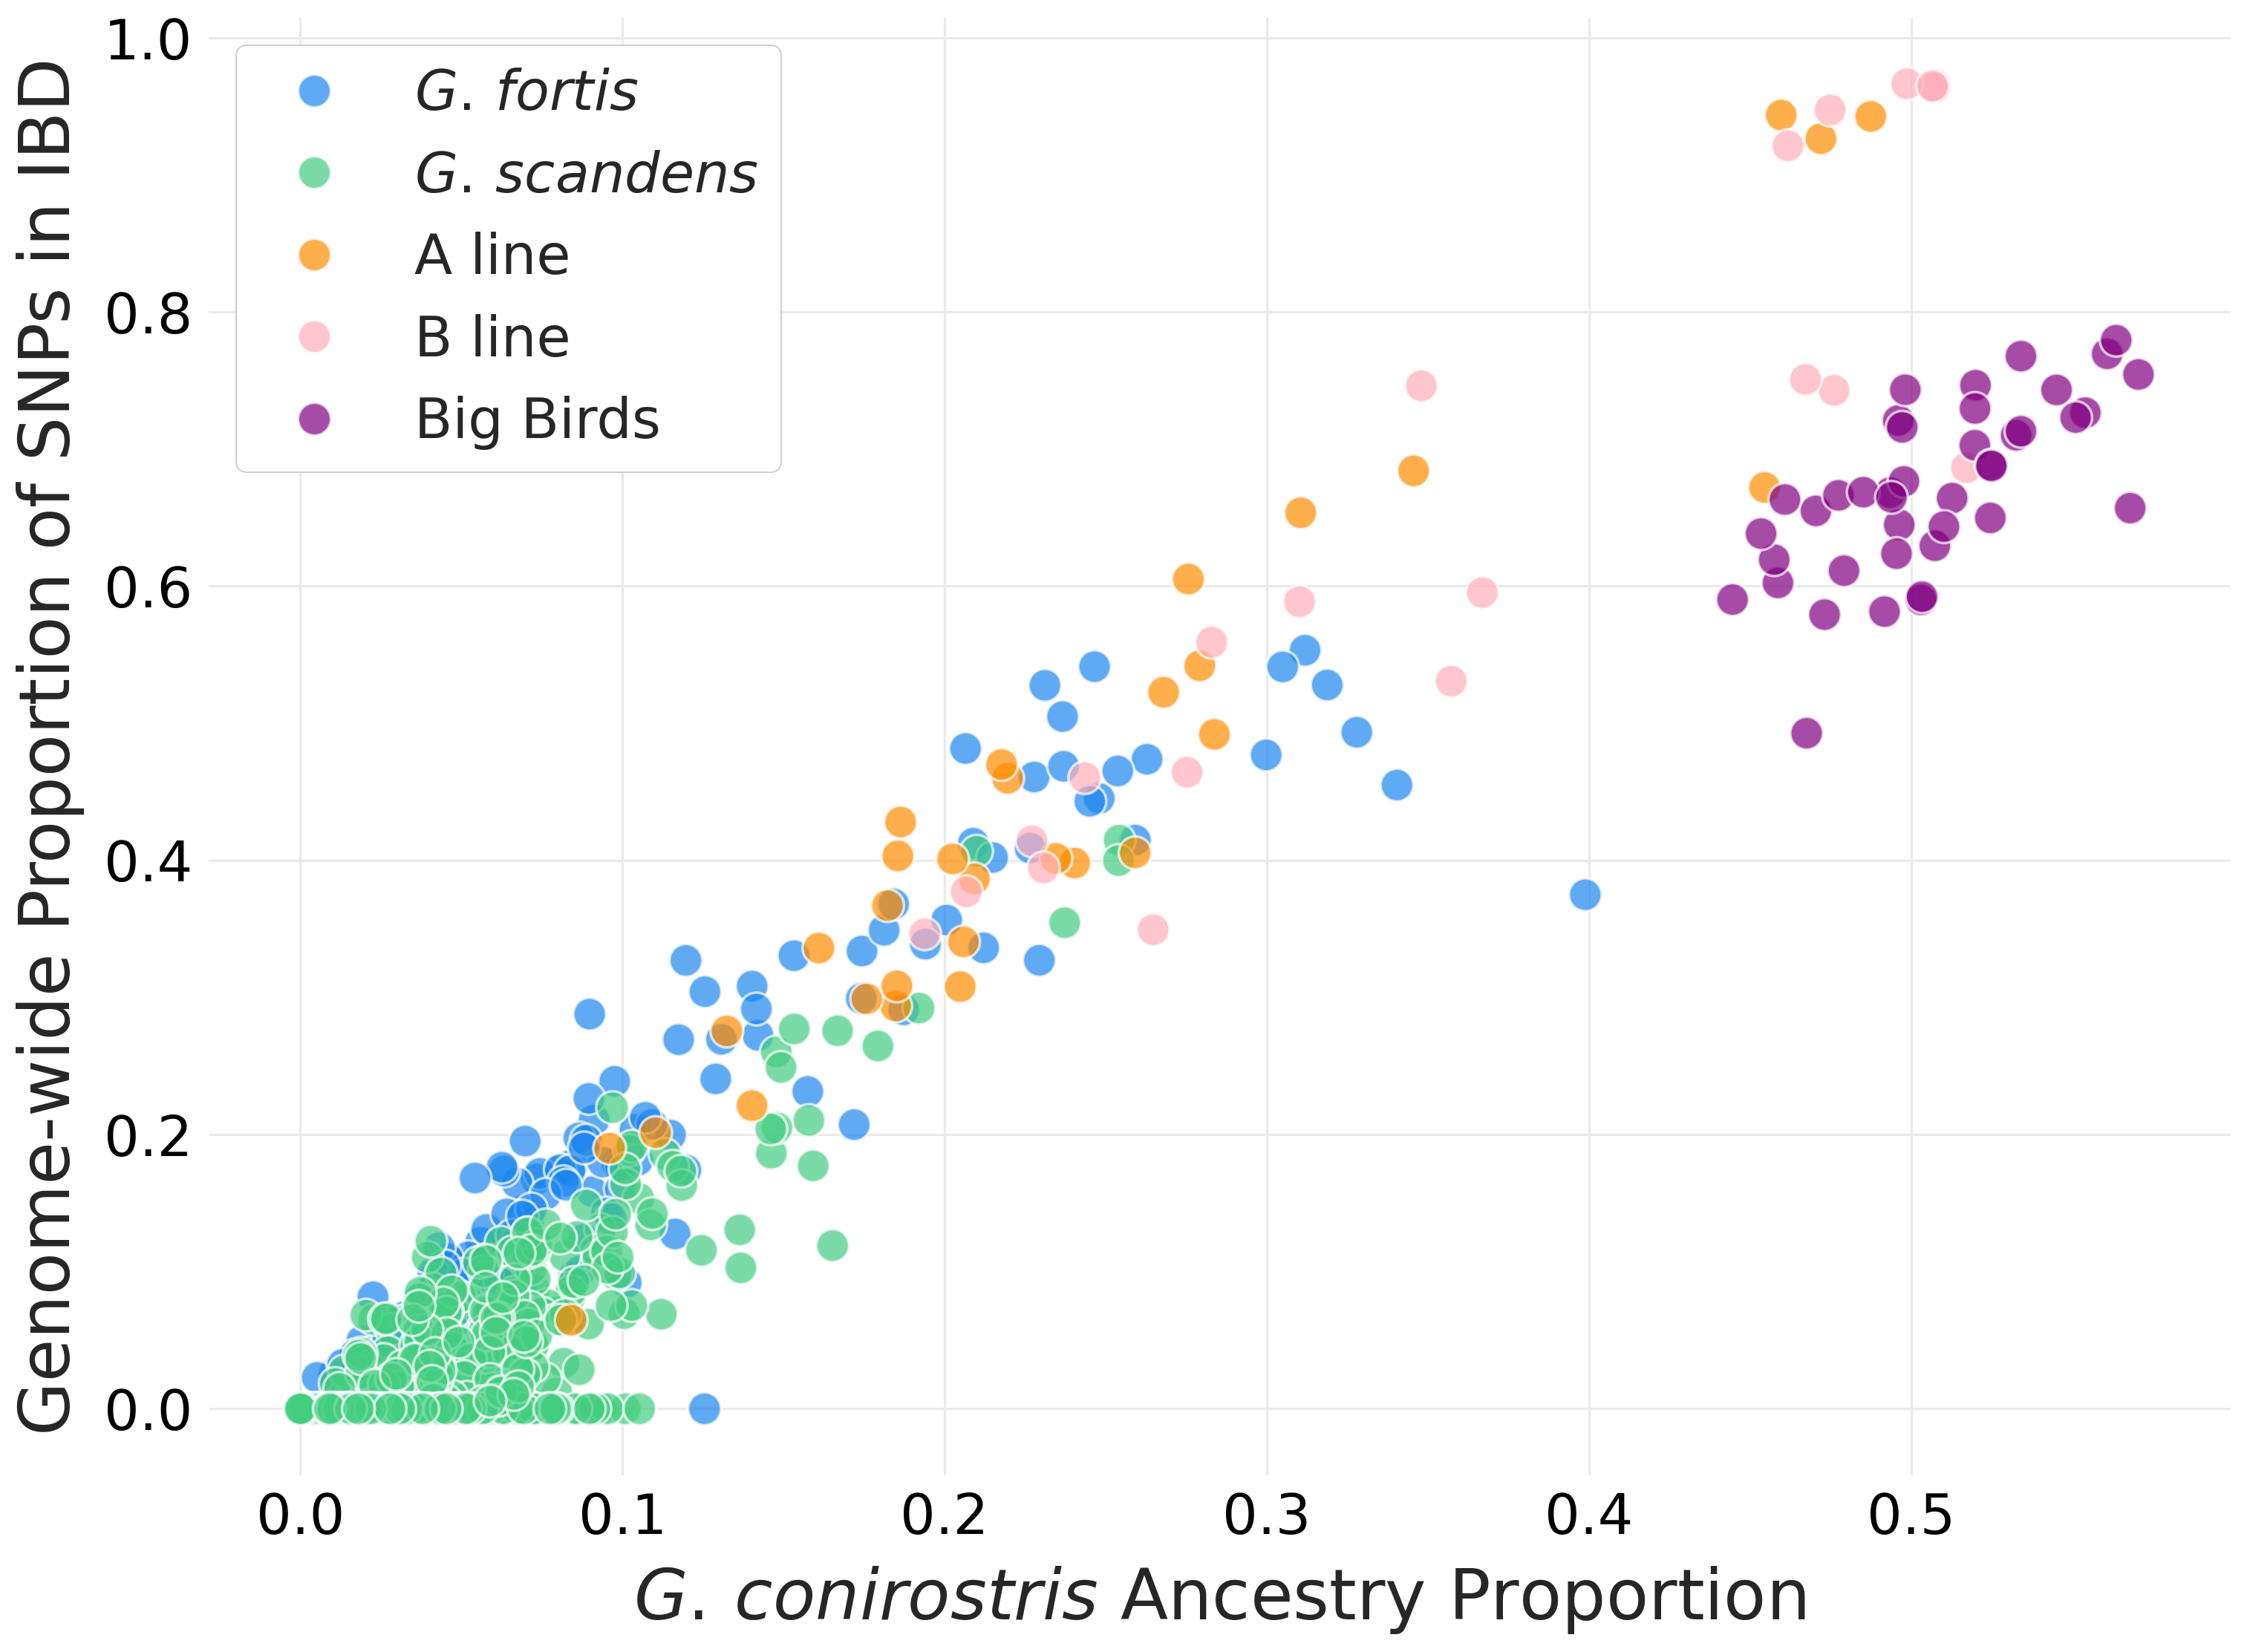 Genome-wide Proportion of SNPs in IBD
1.0
0.8
0.6
0.4
0.2
0.0
G. fortis
G. scandens
A line
B line
Big Birds
0.0 0.1 0.2 0.3 0.4 0.5
G. conirostris Ancestry Proportion